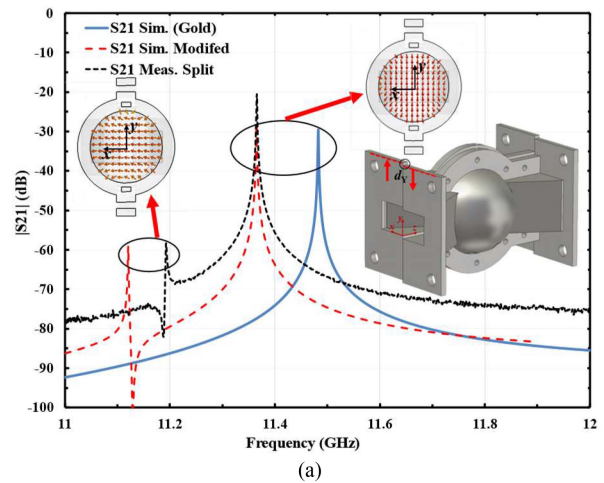 S21 Sim. (Gold)
S21 Sim. Modifed
S21 Meas. Split
y
x
y
x
dY
y
x
z
|S21| (dB)
0
-10
-20
-30
-40
-50
-60
-70
-80
-90
-100
11
11.2
11.4
11.6
11.8
12
Frequency (GHz)
(a)